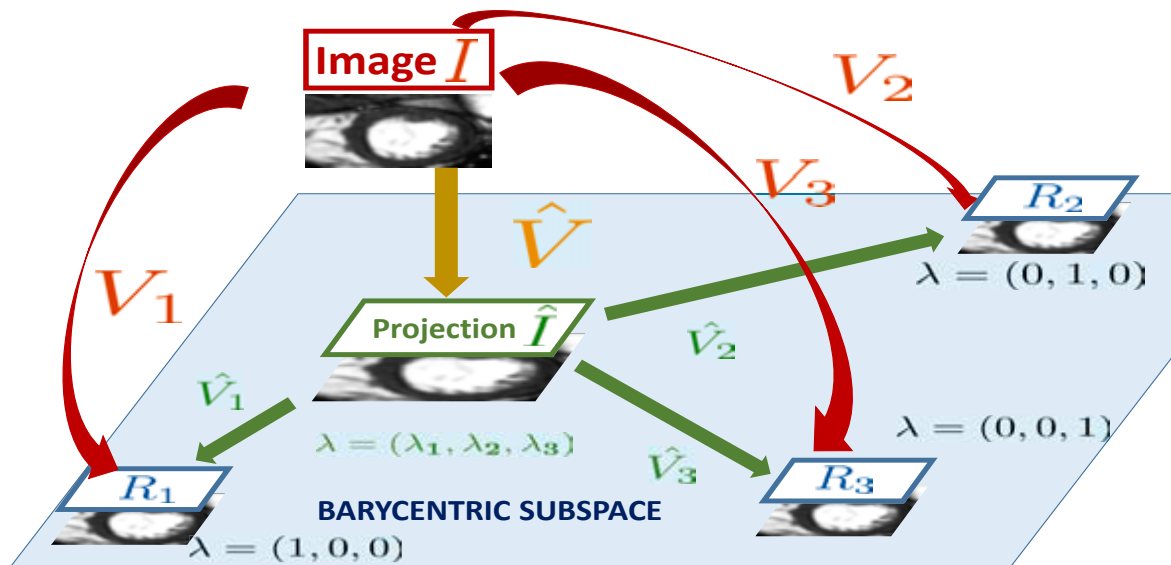 Image I
V₂
V₃
R₂
V̂
λ = (0, 1, 0)
V₁
Projection Î
V̂₂
V̂₁
λ = (0, 0, 1)
λ = (λ₁, λ₂, λ₃)
V̂₃
R₁
R₃
BARYCENTRIC SUBSPACE
λ = (1, 0, 0)